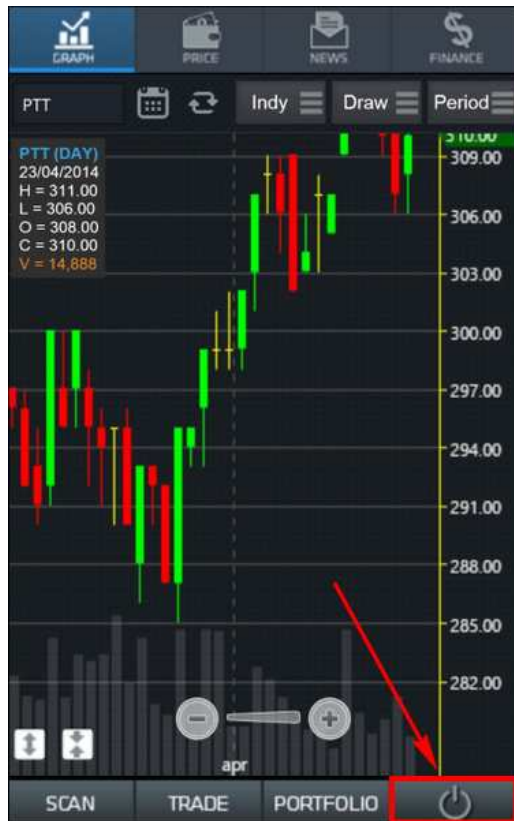 GRAPH PRICE NEWS FINANCE
PTT Indy Draw Period
PTT (DAY)
23/04/2014
H = 311.00
L = 306.00
O = 308.00
C = 310.00
V = 14,888
310.00
309.00
306.00
303.00
300.00
297.00
294.00
291.00
288.00
285.00
282.00
apr
SCAN TRADE PORTFOLIO